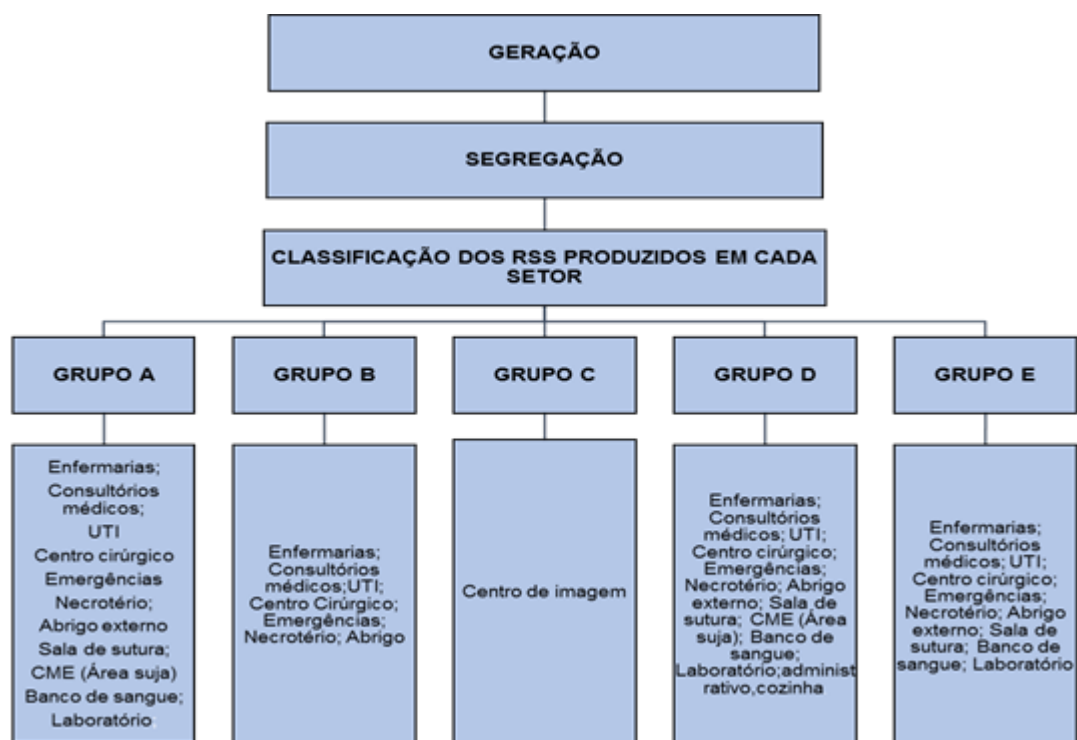 GERAÇÃO
SEGREGAÇÃO
CLASSIFICAÇÃO DOS RSS PRODUZIDOS EM CADA
SETOR
GRUPO A
GRUPO B
GRUPO C
GRUPO D
GRUPO E
Enfermarias;
Consultórios
médicos;
UTI
Centro cirúrgico
Emergências
Necrotério;
Abrigo externo
Sala de sutura;
CME (Área suja)
Banco de sangue;
Laboratório
Enfermarias;
Consultórios
médicos;UTI;
Centro Cirúrgico;
Emergências;
Necrotério; Abrigo
Centro de imagem
Enfermarias;
Consultórios
médicos; UTI;
Centro cirúrgico;
Emergências;
Necrotério; Abrigo
externo; Sala de
sutura; CME (Área
suja); Banco de
sangue;
Laboratório;administ
rativo,cozinha
Enfermarias;
Consultórios
médicos; UTI;
Centro cirúrgico;
Emergências;
Necrotério; Abrigo
externo; Sala de
sutura; Banco de
sangue; Laboratório